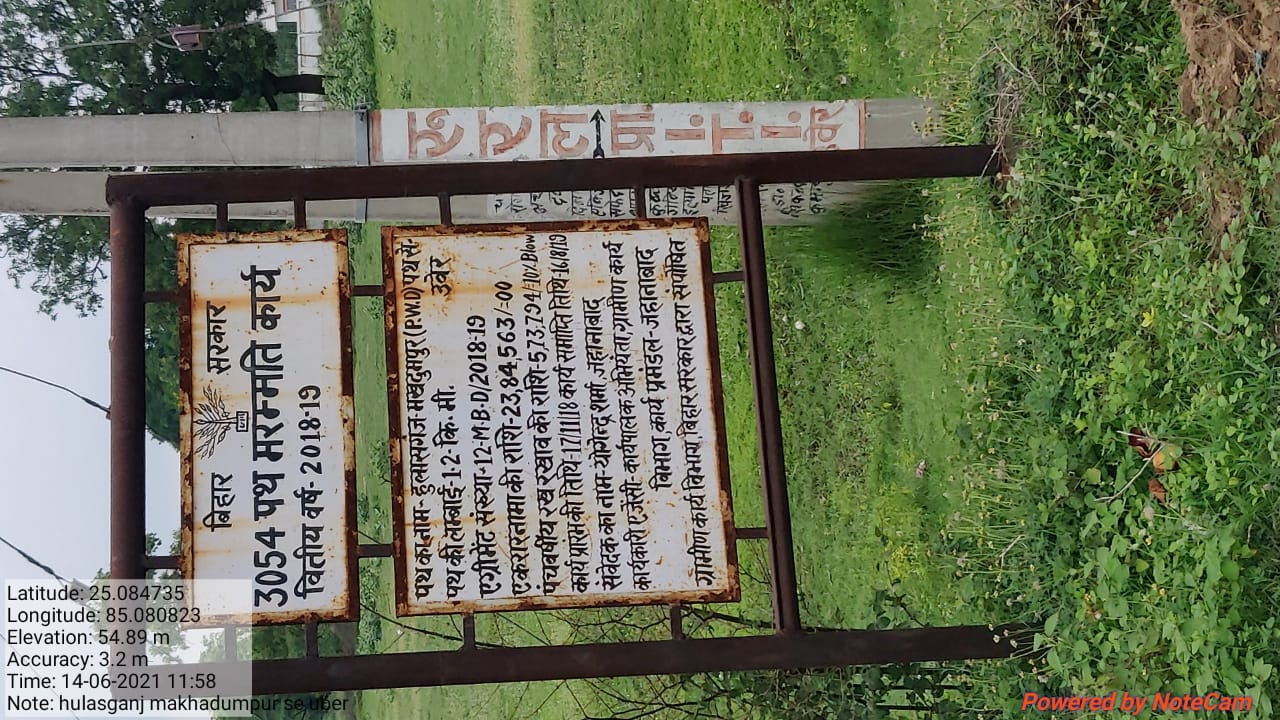 बिहार सरकार
3054 पथ मरम्मति कार्य
वित्तीय वर्ष- 2018-19
पथ का नाम- हुलासगंज-मखदुमपुर (P.W.D) पथ से-
उबेर
पथ की लम्बाई-1.2- कि. मी.
एग्रीमेंट संख्या-12-M.B.D/2018-19
एकरारनामा की राशि-23,84,563/=00
पंचवर्षीय रख रखाव की राशि-5,73,794/-10% Blow
कार्य प्रारंभ की तिथि-17/11/18 कार्य समाप्ति तिथि-16/8/19
संवेदक का नाम-योगेन्द्र शर्मा, जहानाबाद
कार्यकारी एजेंसी- कार्यपालक अभियंता, ग्रामीण कार्य
विभाग, कार्य प्रमंडल-जहानाबाद
ग्रामीण कार्य विभाग, बिहार सरकार द्वारा संपोषित
Latitude: 25.084735
Longitude: 85.080823
Elevation: 54.89 m
Accuracy: 3.2 m
Time: 14-06-2021 11:58
Note: hulasganj makhadumpur se uber
Powered by NoteCam